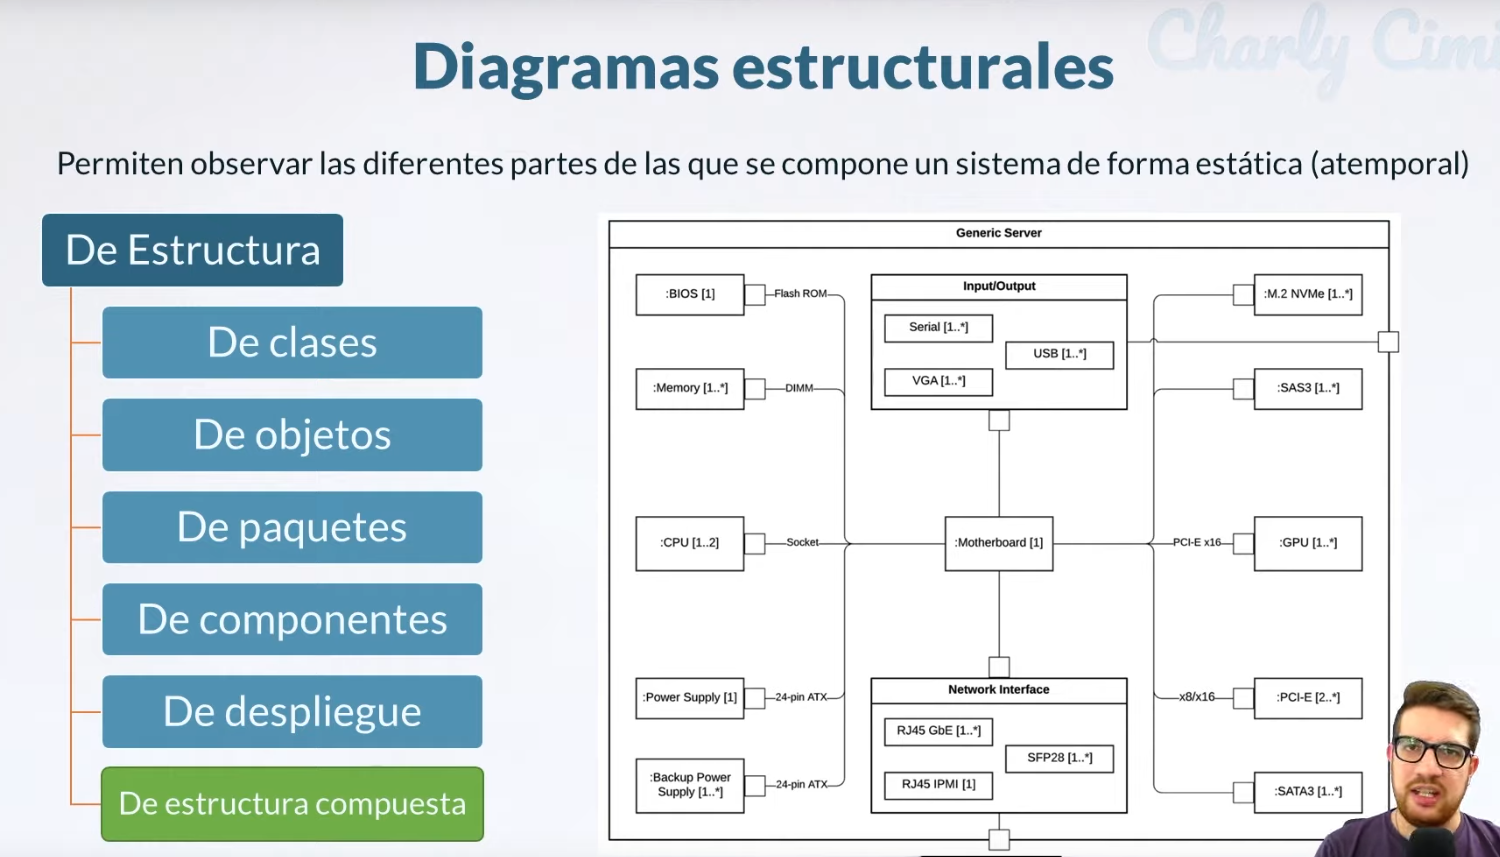 Charly Cimi
Diagramas estructurales
Permiten observar las diferentes partes de las que se compone un sistema de forma estática (atemporal)
De Estructura
De clases
De objetos
De paquetes
De componentes
De despliegue
De estructura compuesta
Generic Server
:BIOS [1]
Flash ROM
:Memory [1..*]
DIMM
:CPU [1..2]
Socket
:Power Supply [1]
24-pin ATX
:Backup Power
Supply [1..*]
24-pin ATX
Input/Output
Serial [1..*]
USB [1..*]
VGA [1..*]
:Motherboard [1]
Network Interface
RJ45 GbE [1..*]
SFP28 [1..*]
RJ45 IPMI [1]
:M.2 NVMe [1..*]
:SAS3 [1..*]
PCI-E x16
:GPU [1..*]
x8/x16
:PCI-E [2..*]
:SATA3 [1..*]